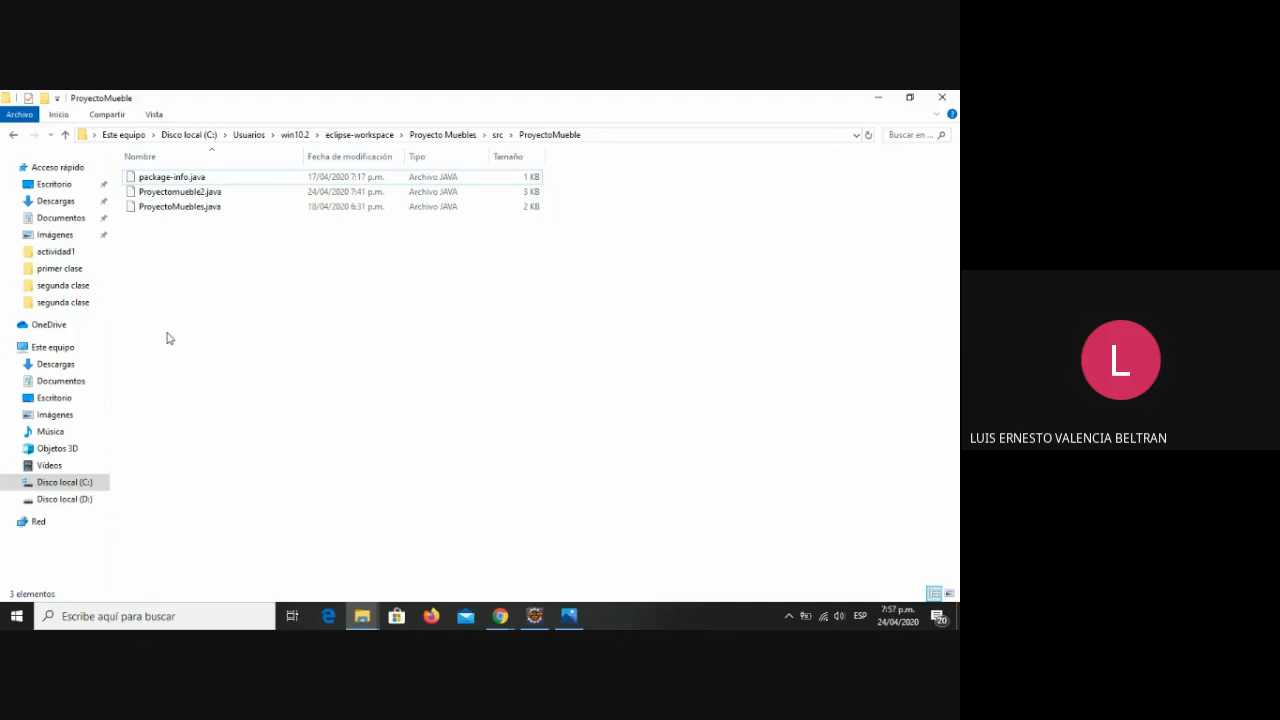 ProyectoMueble
Archivo Inicio Compartir Vista
Este equipo > Disco local (C:) > Usuarios > win10.2 > eclipse-workspace > Proyecto Muebles > src > ProyectoMueble
Buscar en ...
Nombre Fecha de modificación Tipo Tamaño
package-info.java 17/04/2020 7:17 p.m. Archivo JAVA 1 KB
Proyectomueble2.java 24/04/2020 7:41 p.m. Archivo JAVA 3 KB
ProyectoMuebles.java 18/04/2020 6:31 p.m. Archivo JAVA 2 KB
Acceso rápido
Escritorio
Descargas
Documentos
Imágenes
actividad1
primer clase
segunda clase
segunda clase
OneDrive
Este equipo
Descargas
Documentos
Escritorio
Imágenes
Música
Objetos 3D
Vídeos
Disco local (C:)
Disco local (D:)
Red
3 elementos
Escribe aquí para buscar
ESP
7:57 p.m.
24/04/2020
20
L
LUIS ERNESTO VALENCIA BELTRAN